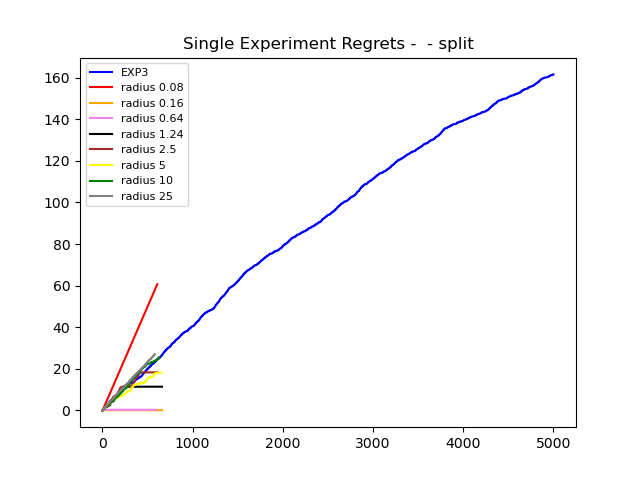 Single Experiment Regrets -  - split
EXP3
radius 0.08
radius 0.16
radius 0.64
radius 1.24
radius 2.5
radius 5
radius 10
radius 25
160
140
120
100
80
60
40
20
0
0 1000 2000 3000 4000 5000